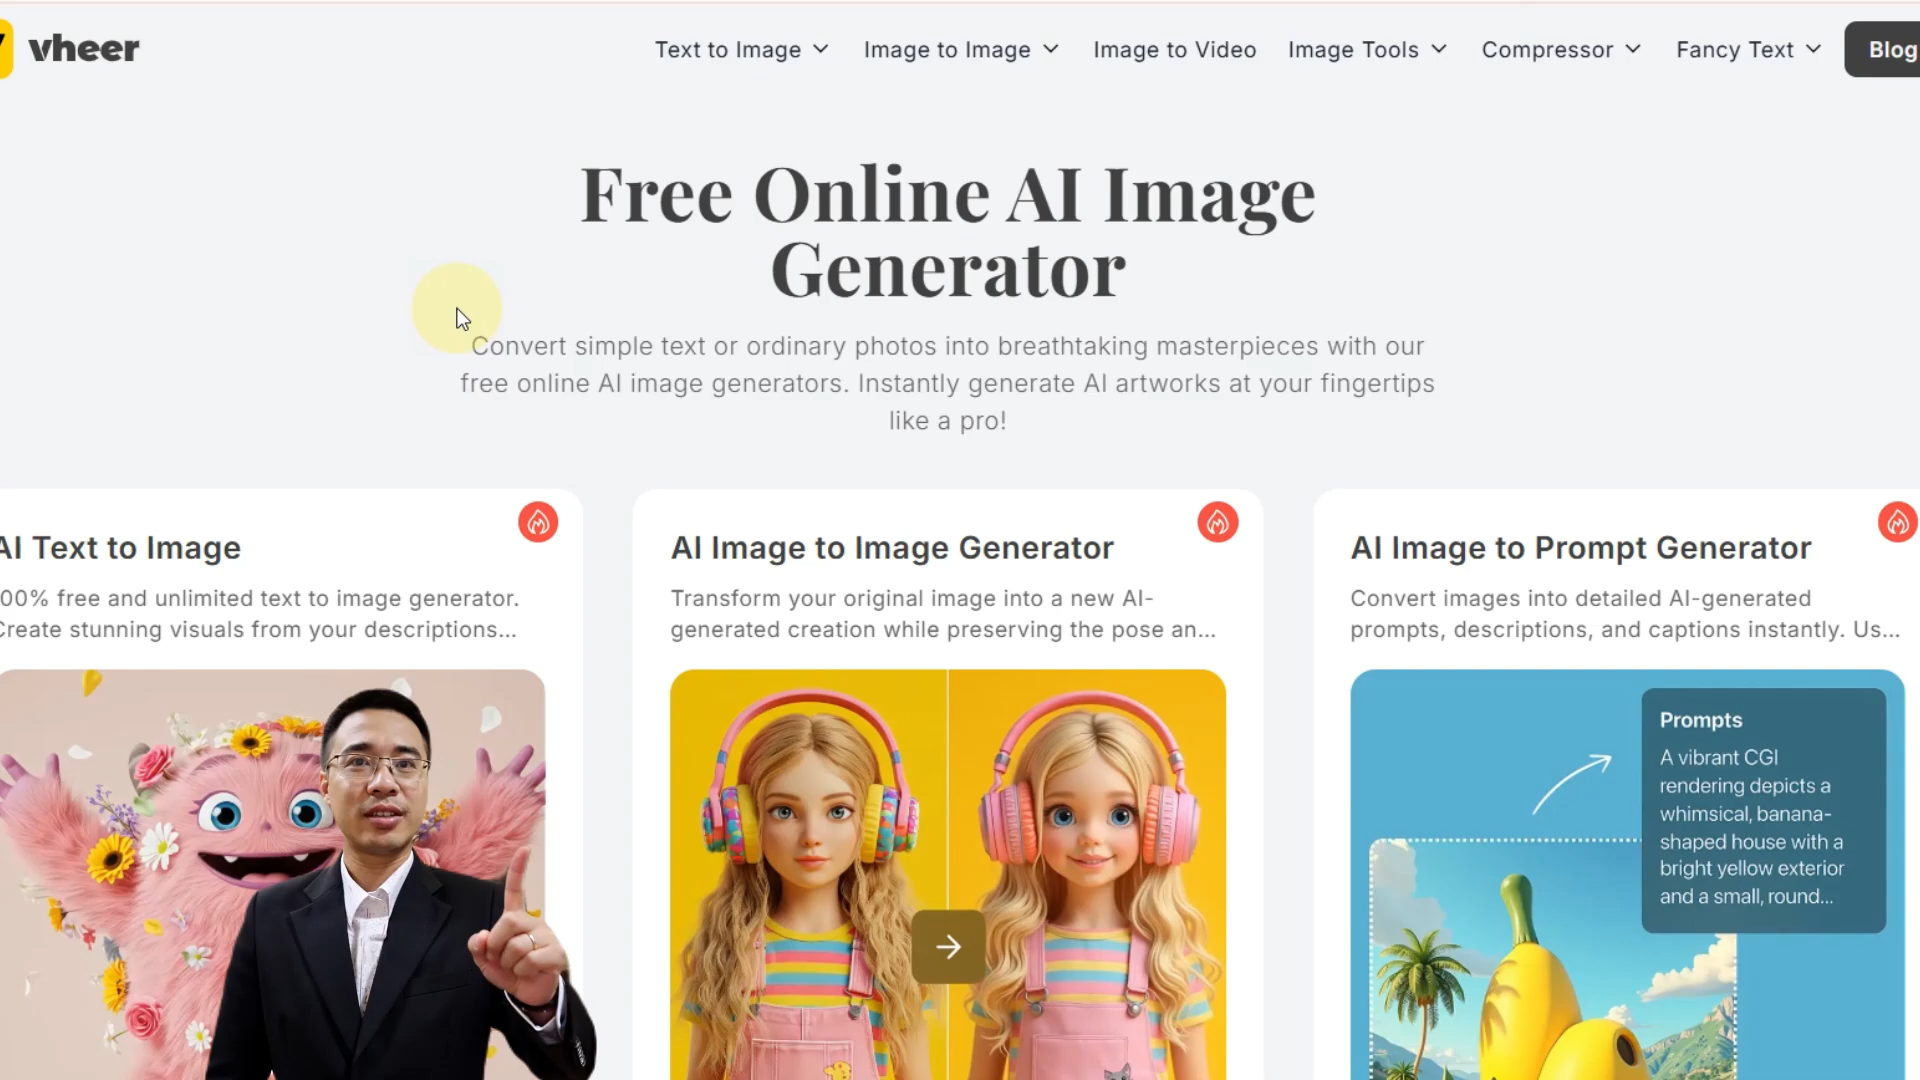 vheer
Text to Image
Image to Image
Image to Video
Image Tools
Compressor
Fancy Text
Blog
Free Online AI Image
Generator
Convert simple text or ordinary photos into breathtaking masterpieces with our
free online AI image generators. Instantly generate AI artworks at your fingertips
like a pro!
AI Text to Image
00% free and unlimited text to image generator.
Create stunning visuals from your descriptions...
AI Image to Image Generator
Transform your original image into a new AI-
generated creation while preserving the pose an...
AI Image to Prompt Generator
Convert images into detailed AI-generated
prompts, descriptions, and captions instantly. Us...
Prompts
A vibrant CGI
rendering depicts a
whimsical, banana-
shaped house with a
bright yellow exterior
and a small, round...